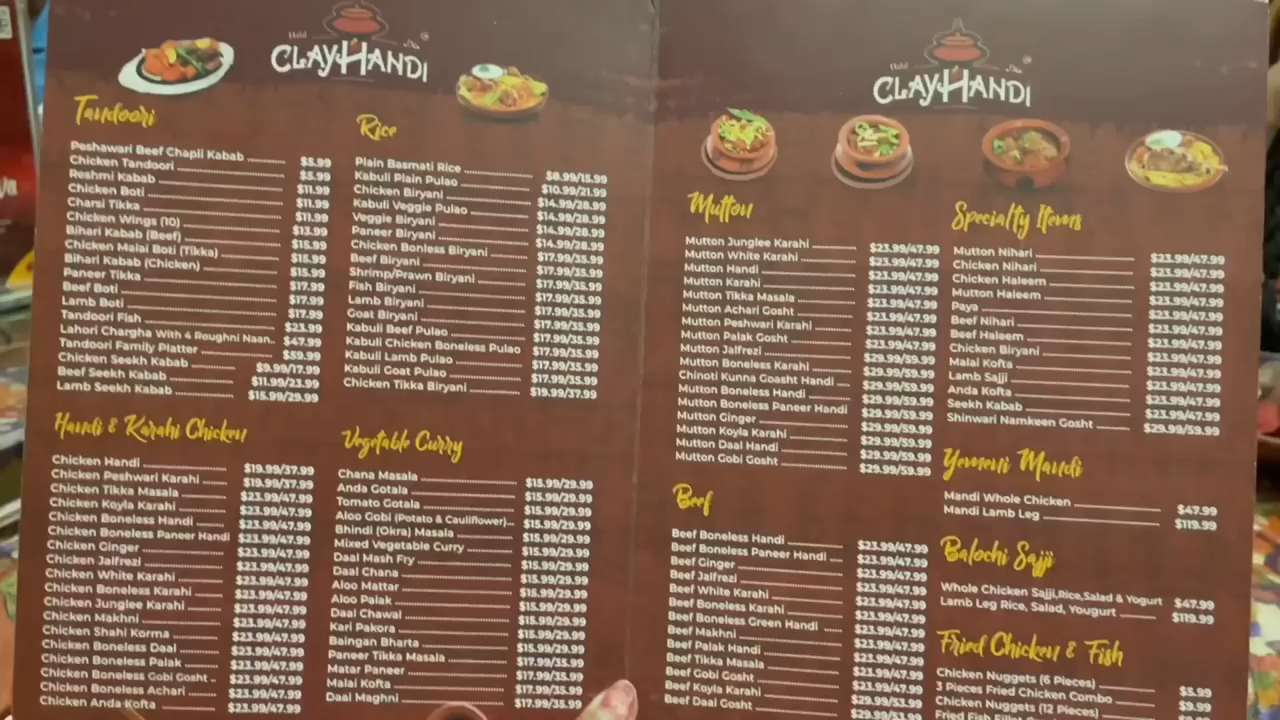 Halal
CLAYHANDI
Tandoori
Peshawari Beef Chapli Kabab $5.99
Chicken Tandoori $5.99
Reshmi Kabab $11.99
Chicken Boti $11.99
Charsi Tikka $11.99
Chicken Wings (10) $13.99
Bihari Kabab (Beef) $15.99
Chicken Malai Boti (Tikka) $15.99
Bihari Kabab (Chicken) $15.99
Paneer Tikka $17.99
Beef Boti $17.99
Lamb Boti $17.99
Tandoori Fish $23.99
Lahori Chargha With 4 Roughni Naan.. $47.99
Tandoori Family Platter $59.99
Chicken Seekh Kabab $9.99/17.99
Beef Seekh Kabab $11.99/23.99
Lamb Seekh Kabab $15.99/29.99
Rice
Plain Basmati Rice $8.99/15.99
Kabuli Plain Pulao $10.99/21.99
Chicken Biryani $14.99/28.99
Kabuli Veggie Pulao $14.99/28.99
Veggie Biryani $14.99/28.99
Paneer Biryani $17.99/35.99
Chicken Bonless Biryani $17.99/35.99
Beef Biryani $17.99/35.99
Shrimp/Prawn Biryani $17.99/35.99
Fish Biryani $17.99/35.99
Lamb Biryani $17.99/35.99
Goat Biryani $17.99/35.99
Kabuli Beef Pulao $17.99/35.99
Kabuli Chicken Boneless Pulao $17.99/35.99
Kabuli Lamb Pulao $17.99/35.99
Kabuli Goat Pulao $17.99/35.99
Chicken Tikka Biryani $19.99/37.99
Handi & Karahi Chicken
Chicken Handi $19.99/37.99
Chicken Peshwari Karahi $19.99/37.99
Chicken Tikka Masala $23.99/47.99
Chicken Koyla Karahi $23.99/47.99
Chicken Boneless Handi $23.99/47.99
Chicken Boneless Paneer Handi $23.99/47.99
Chicken Ginger $23.99/47.99
Chicken Jalfrezi $23.99/47.99
Chicken White Karahi $23.99/47.99
Chicken Boneless Karahi $23.99/47.99
Chicken Junglee Karahi $23.99/47.99
Chicken Makhni $23.99/47.99
Chicken Shahi Korma $23.99/47.99
Chicken Boneless Daal $23.99/47.99
Chicken Boneless Palak $23.99/47.99
Chicken Boneless Gobi Gosht .. $23.99/47.99
Chicken Boneless Achari $23.99/47.99
Chicken Anda Kofta $23.99/47.99
Vegetable Curry
Chana Masala $15.99/29.99
Anda Gotala $15.99/29.99
Tomato Gotala $15.99/29.99
Aloo Gobi (Potato & Cauliflower)... $15.99/29.99
Bhindi (Okra) Masala $15.99/29.99
Mixed Vegetable Curry $15.99/29.99
Daal Mash Fry $15.99/29.99
Daal Chana $15.99/29.99
Aloo Mattar $15.99/29.99
Aloo Palak $15.99/29.99
Daal Chawal $15.99/29.99
Kari Pakora $15.99/29.99
Baingan Bharta $15.99/29.99
Paneer Tikka Masala $17.99/35.99
Matar Paneer $17.99/35.99
Malai Kofta $17.99/35.99
Daal Maghni $17.99/35.99
Halal
CLAYHANDI
Mutton
Mutton Junglee Karahi $23.99/47.99
Mutton White Karahi $23.99/47.99
Mutton Handi $23.99/47.99
Mutton Karahi $23.99/47.99
Mutton Tikka Masala $23.99/47.99
Mutton Achari Gosht $23.99/47.99
Mutton Peshwari Karahi $23.99/47.99
Mutton Palak Gosht $23.99/47.99
Mutton Jalfrezi $23.99/47.99
Mutton Boneless Karahi $29.99/59.99
Chinoti Kunna Goasht Handi .... $29.99/59.99
Mutton Boneless Handi $29.99/59.99
Mutton Boneless Paneer Handi $29.99/59.99
Mutton Ginger $29.99/59.99
Mutton Koyla Karahi $29.99/59.99
Mutton Daal Handi $29.99/59.99
Mutton Gobi Gosht $29.99/59.99
Beef
Beef Boneless Handi $23.99/47.99
Beef Boneless Paneer Handi .... $23.99/47.99
Beef Ginger $23.99/47.99
Beef Jalfrezi $23.99/47.99
Beef White Karahi $23.99/47.99
Beef Boneless Karahi $23.99/47.99
Beef Boneless Green Handi $23.99/47.99
Beef Makhni $23.99/47.99
Beef Palak Handi $23.99/47.99
Beef Tikka Masala $23.99/47.99
Beef Gobi Gosht $23.99/47.99
Beef Koyla Karahi $29.99/53.99
Beef Daal Gosht $29.99/53.99
Specialty Items
Mutton Nihari $23.99/47.99
Chicken Nihari $23.99/47.99
Chicken Haleem $23.99/47.99
Mutton Haleem $23.99/47.99
Paya $23.99/47.99
Beef Nihari $23.99/47.99
Beef Haleem $23.99/47.99
Chicken Biryani $23.99/47.99
Malai Kofta $23.99/47.99
Lamb Sajji $23.99/47.99
Anda Kofta $23.99/47.99
Seekh Kabab $23.99/47.99
Shinwari Namkeen Gosht $29.99/59.99
Yemeni Mandi
Mandi Whole Chicken $47.99
Mandi Lamb Leg $119.99
Balochi Sajji
Whole Chicken Sajji,Rice,Salad & Yogurt $47.99
Lamb Leg Rice, Salad, Yougurt $119.99
Fried Chicken & Fish
Chicken Nuggets (6 Pieces) $5.99
3 Pieces Fried Chicken Combo $9.99
Chicken Nuggets (12 Pieces)
Fried Fish Fillet